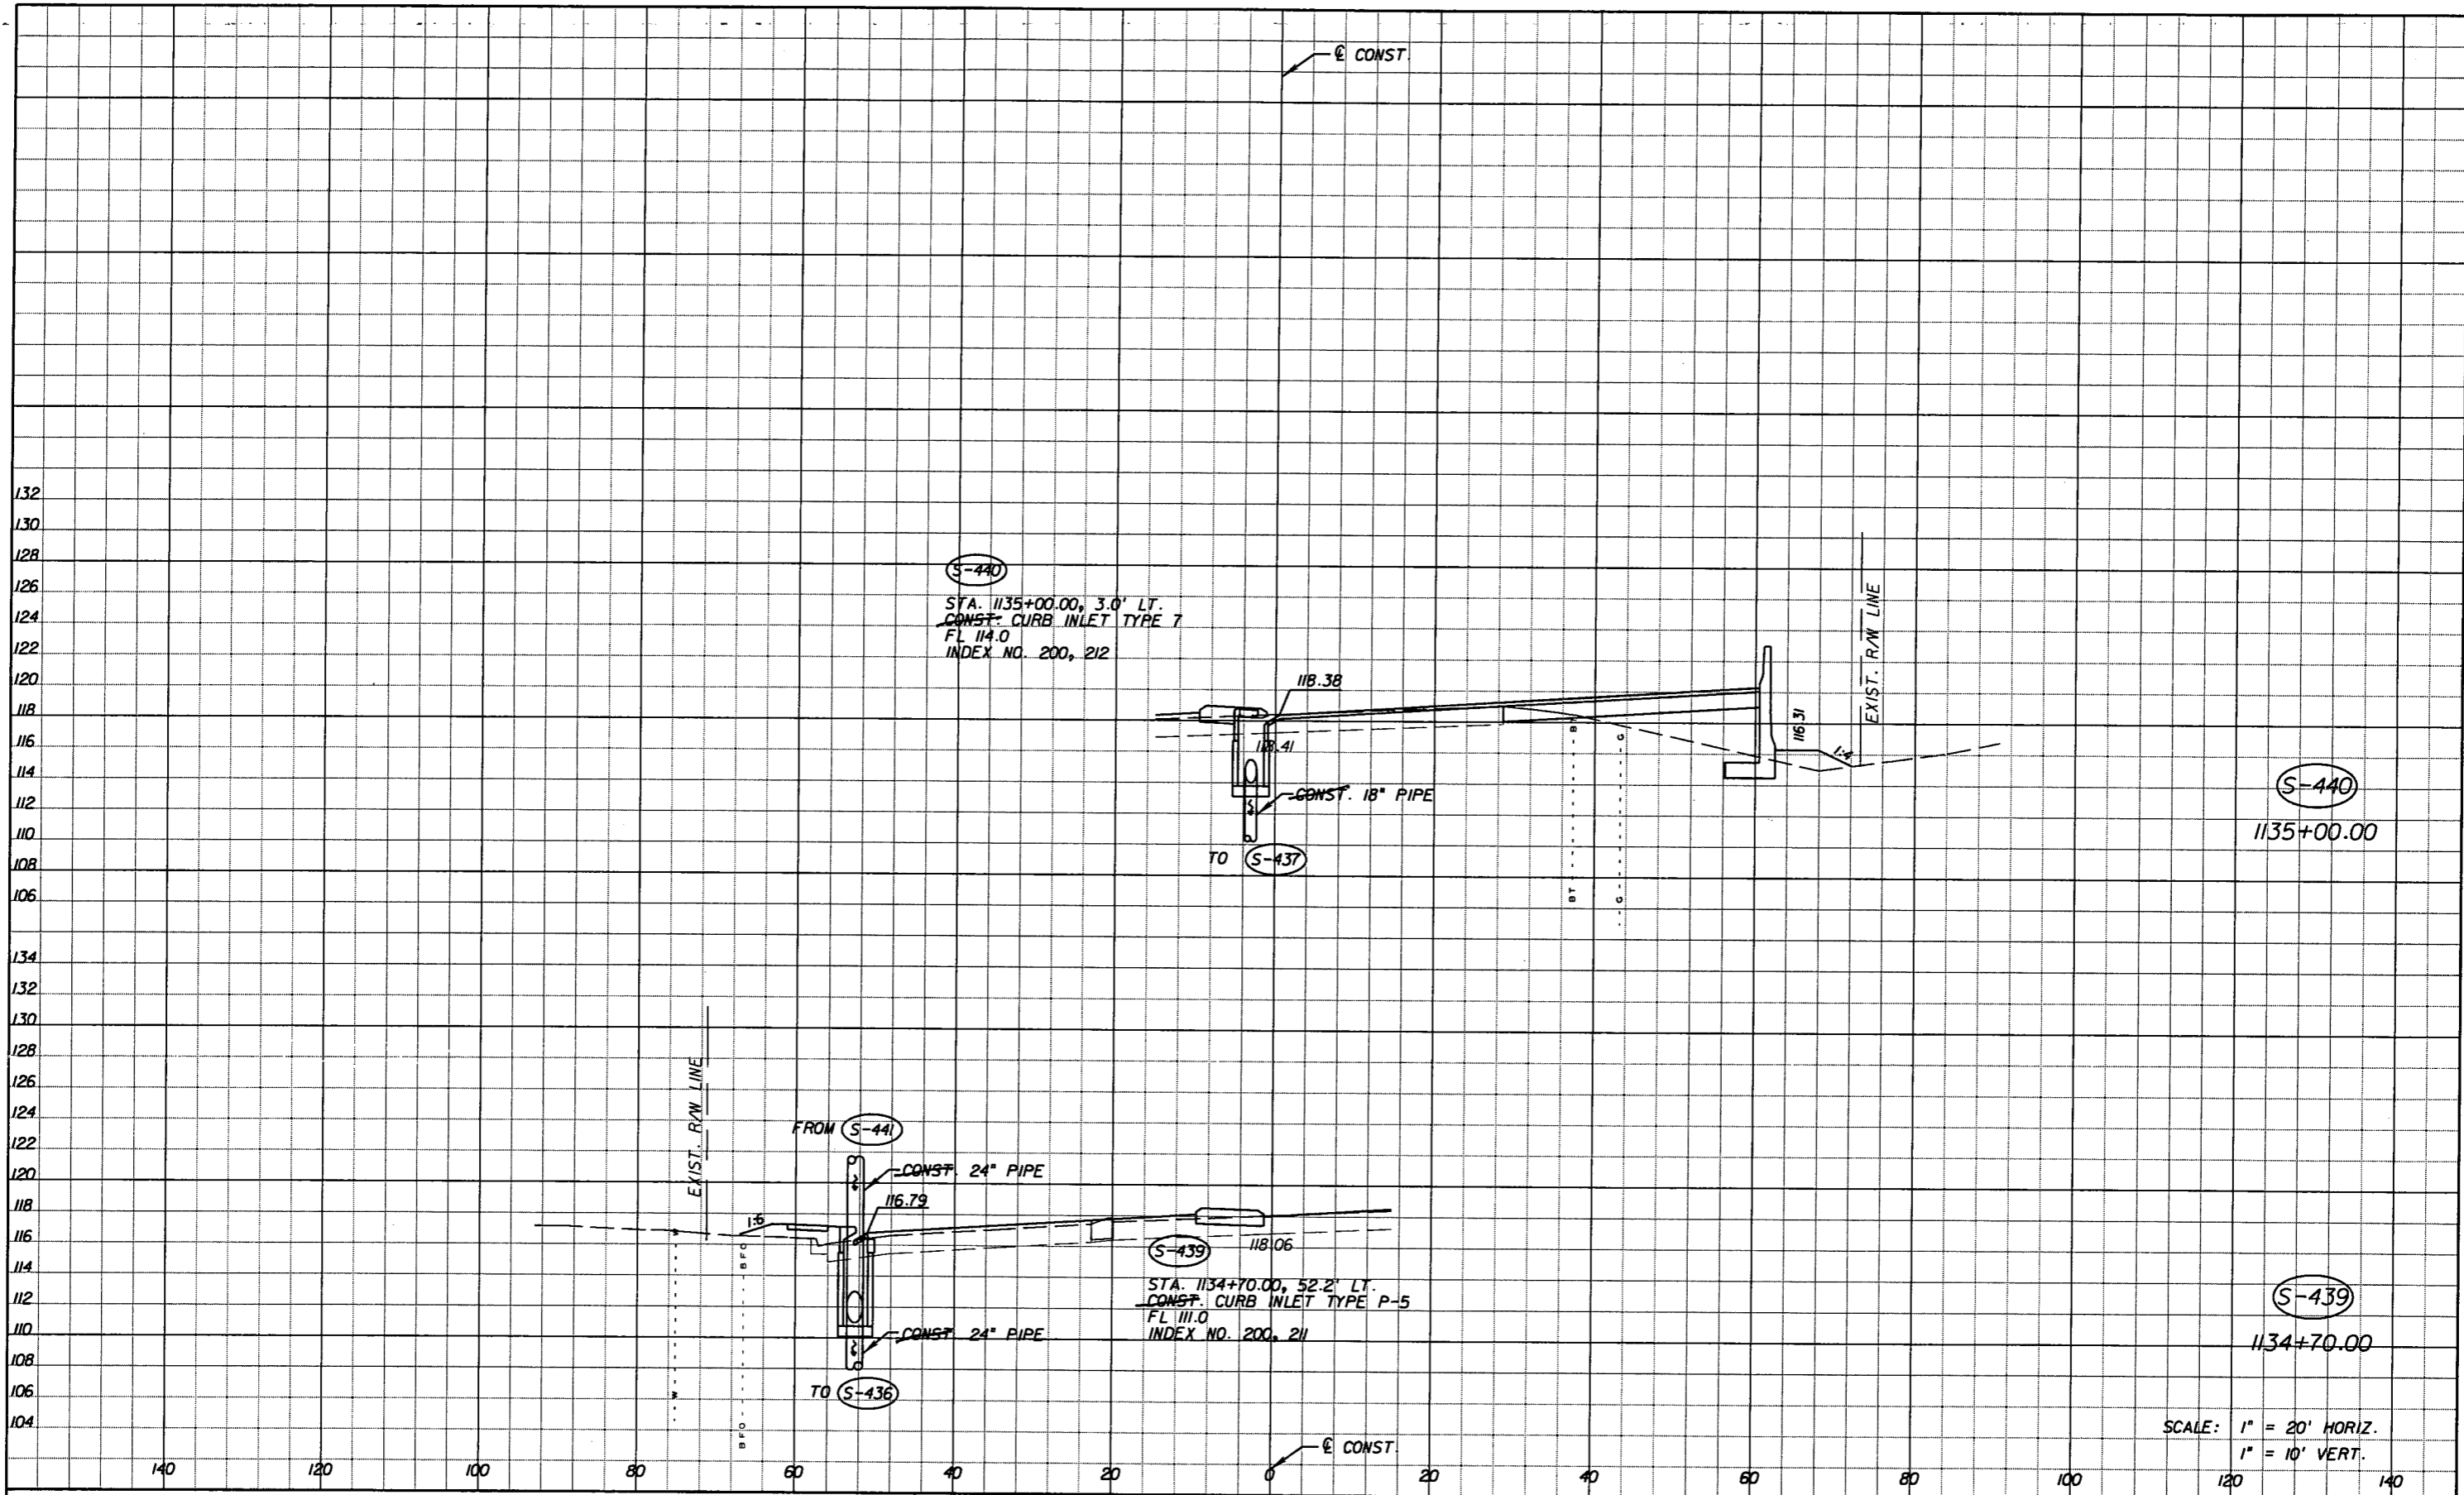 ℄ CONST.
132
130
128
126
124
122
120
118
116
114
112
110
108
106
S-440
STA. 1135+00.00, 3.0' LT.
CONST. CURB INLET TYPE 7
FL 114.0
INDEX NO. 200, 212
118.38
118.41
CONST. 18" PIPE
TO S-437
BT
BT
G
G
116.31
1:4
EXIST. R/W LINE
S-440
1135+00.00
134
132
130
128
126
124
122
120
118
116
114
112
110
108
106
104
EXIST. R/W LINE
FROM S-441
CONST. 24" PIPE
116.79
1:6
W
W
BFO
BFO
S-439
118.06
STA. 1134+70.00, 52.2' LT.
CONST. CURB INLET TYPE P-5
FL 111.0
INDEX NO. 200, 211
CONST. 24" PIPE
TO S-436
S-439
1134+70.00
℄ CONST.
SCALE: 1" = 20' HORIZ.
1" = 10' VERT.
140 120 100 80 60 40 20 0 20 40 60 80 100 120 140